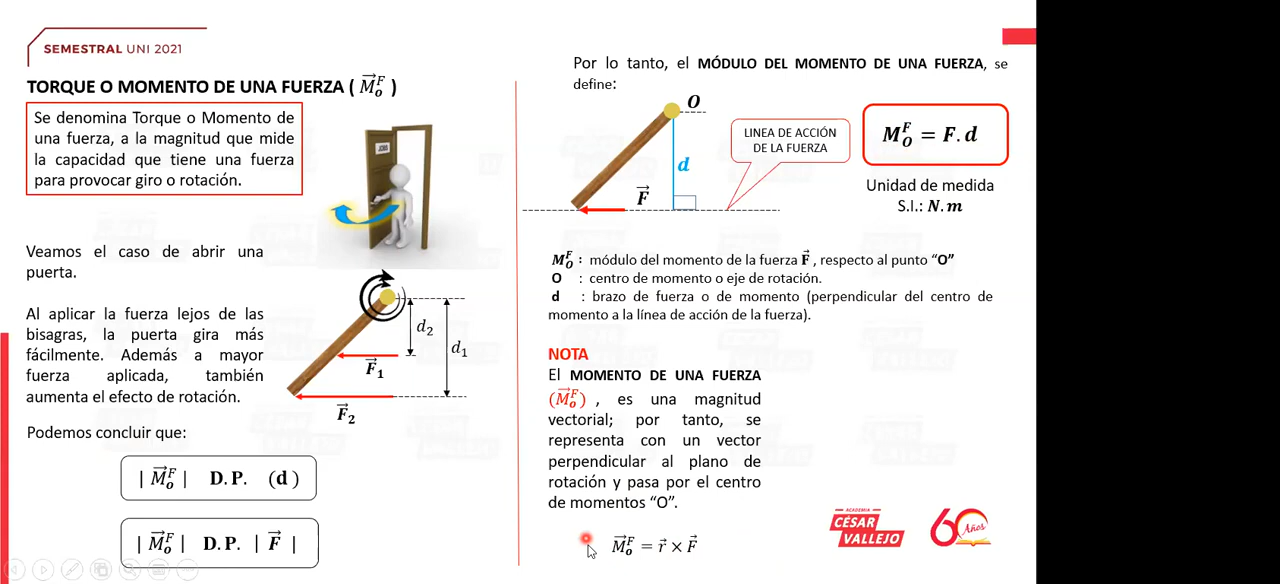 SEMESTRAL UNI 2021
TORQUE O MOMENTO DE UNA FUERZA ( M⃗ₒᶠ )
Se denomina Torque o Momento de
una fuerza, a la magnitud que mide
la capacidad que tiene una fuerza
para provocar giro o rotación.
Veamos el caso de abrir una
puerta.
Al aplicar la fuerza lejos de las
bisagras, la puerta gira más
fácilmente. Además a mayor
fuerza aplicada, también
aumenta el efecto de rotación.
d₂
d₁
F⃗₁
F⃗₂
Podemos concluir que:
| M⃗ₒᶠ | D.P. (d)
| M⃗ₒᶠ | D.P. | F⃗ |
Por lo tanto, el MÓDULO DEL MOMENTO DE UNA FUERZA, se
define:
O
LINEA DE ACCIÓN
DE LA FUERZA
d
F⃗
Mₒᶠ = F.d
Unidad de medida
S.I.: N.m
Mₒᶠ : módulo del momento de la fuerza F⃗ , respecto al punto “O”
O : centro de momento o eje de rotación.
d : brazo de fuerza o de momento (perpendicular del centro de
momento a la línea de acción de la fuerza).
NOTA
El MOMENTO DE UNA FUERZA
(M⃗ₒᶠ) , es una magnitud
vectorial; por tanto, se
representa con un vector
perpendicular al plano de
rotación y pasa por el centro
de momentos “O”.
M⃗ₒᶠ = r⃗ × F⃗
ACADEMIA
CÉSAR
VALLEJO
60 Años